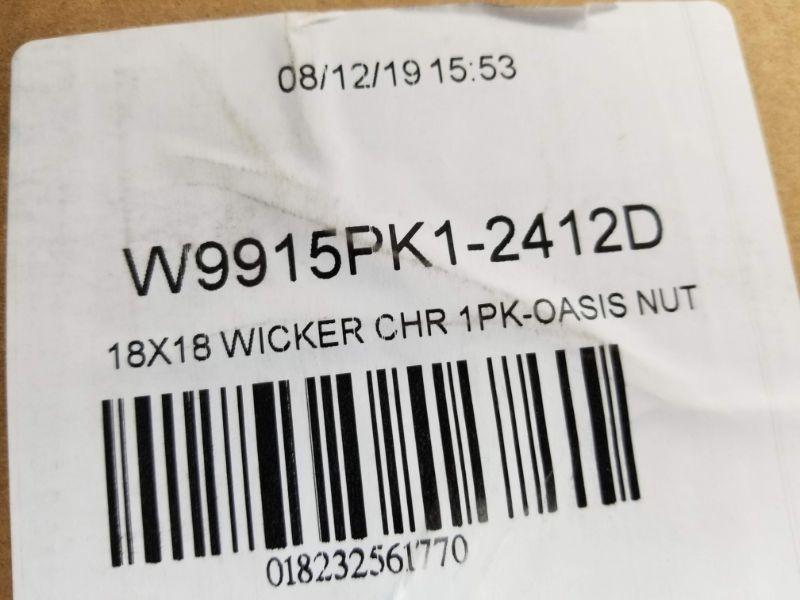 08/12/19 15:53
W9915PK1-2412D
18X18 WICKER CHR 1PK-OASIS NUT
018232561770